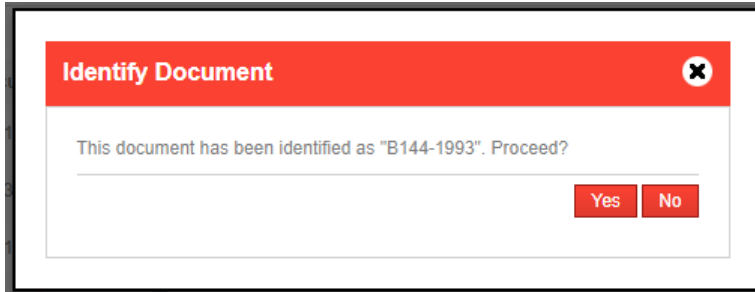 Identify Document
This document has been identified as "B144-1993". Proceed?
Yes No